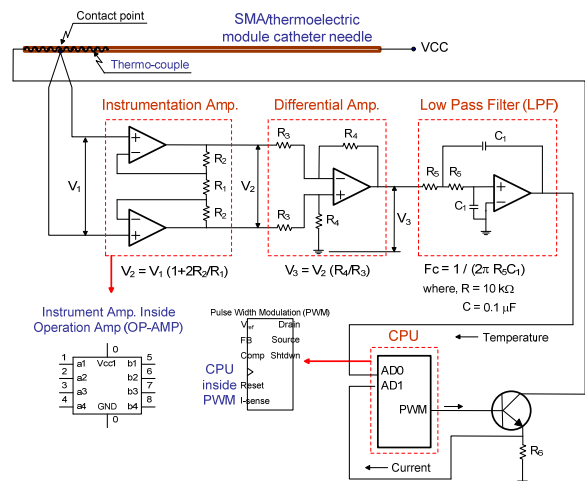 Contact point
SMA/thermoelectric
module catheter needle
VCC
Thermo-couple
Instrumentation Amp.
Differential Amp.
Low Pass Filter (LPF)
R3
R4
C1
R2
R1
R2
R5
R5
V1
V2
V3
C1
R3
R4
V2 = V1 (1+2R2/R1)
V3 = V2 (R4/R3)
Fc = 1 / (2π R5C1)
where, R = 10 kΩ
C = 0.1 μF
Instrument Amp. Inside
Operation Amp (OP-AMP)
0
1 a1 Vcc1 b1 5
2 a2 b2 6
3 a3 b3 7
4 a4 GND b4 8
0
Pulse Width Modulation (PWM)
Vref Drain
FB Source
Comp Shtdwn
Reset
I-sense
CPU
inside
PWM
Temperature
CPU
AD0
AD1
PWM
R6
Current